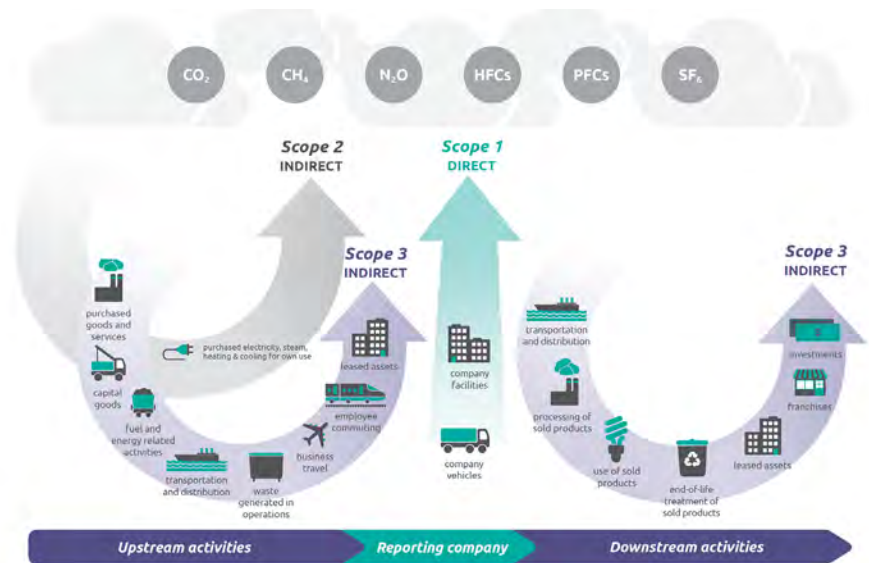 CO₂
CH₄
N₂O
HFCs
PFCs
SF₆
Scope 2
INDIRECT
Scope 1
DIRECT
Scope 3
INDIRECT
Scope 3
INDIRECT
purchased
goods and
services
capital
goods
fuel and
energy related
activities
transportation
and distribution
waste
generated in
operations
business
travel
employee
commuting
leased assets
purchased electricity, steam,
heating & cooling for own use
company
facilities
company
vehicles
transportation
and distribution
processing of
sold products
use of sold
products
end-of-life
treatment of
sold products
leased assets
franchises
investments
Upstream activities
Reporting company
Downstream activities